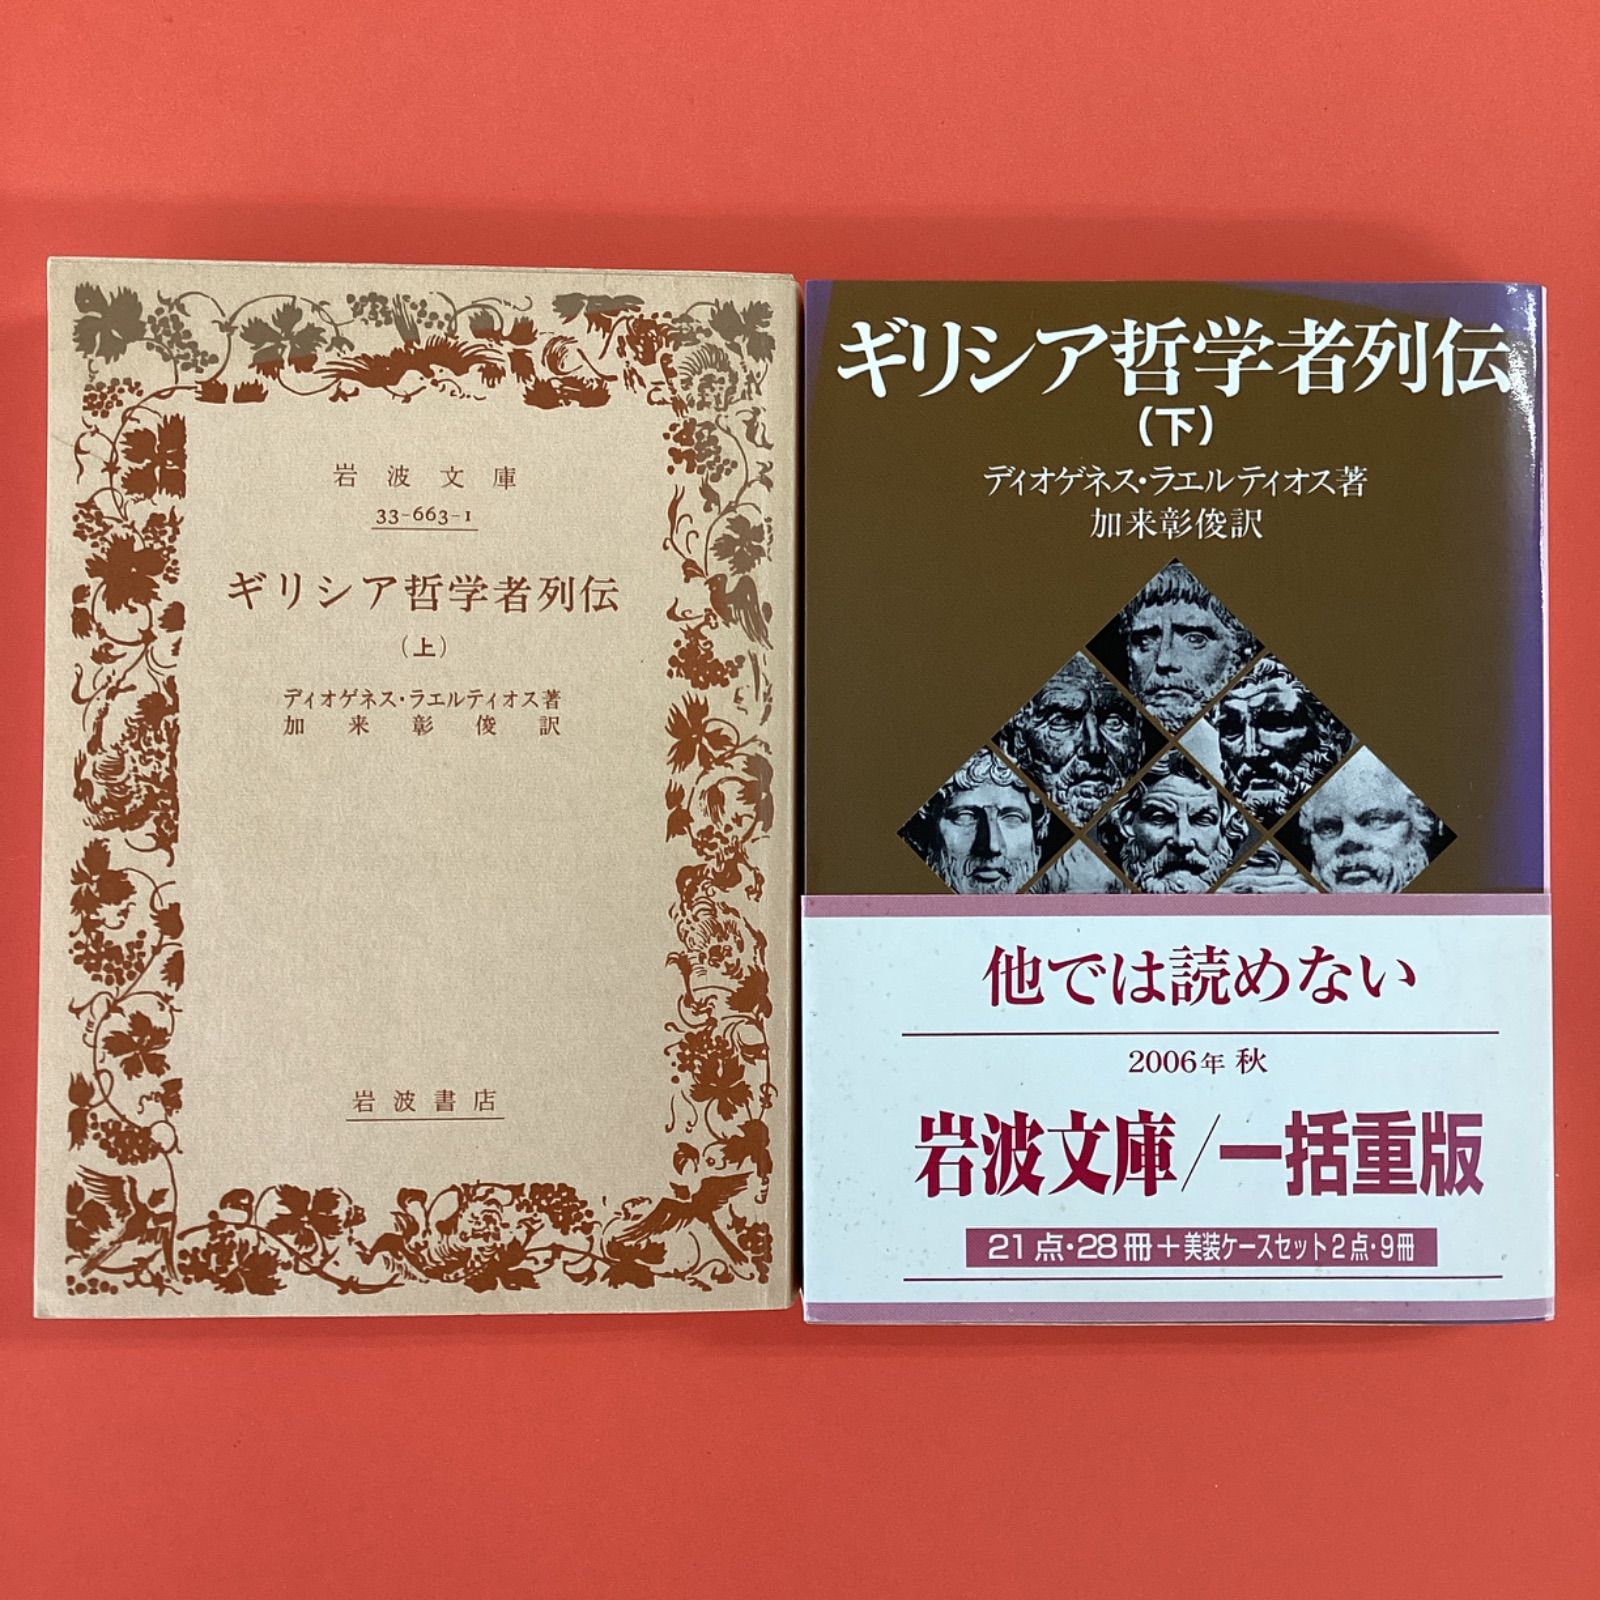 岩波文庫
33-663-1
ギリシア哲学者列伝
(上)
ディオゲネス・ラエルティオス著
加来彰俊訳
岩波書店
ギリシア哲学者列伝
(下)
ディオゲネス・ラエルティオス著
加来彰俊訳
他では読めない
2006年 秋
岩波文庫/一括重版
21点・28冊+美装ケースセット2点・9冊